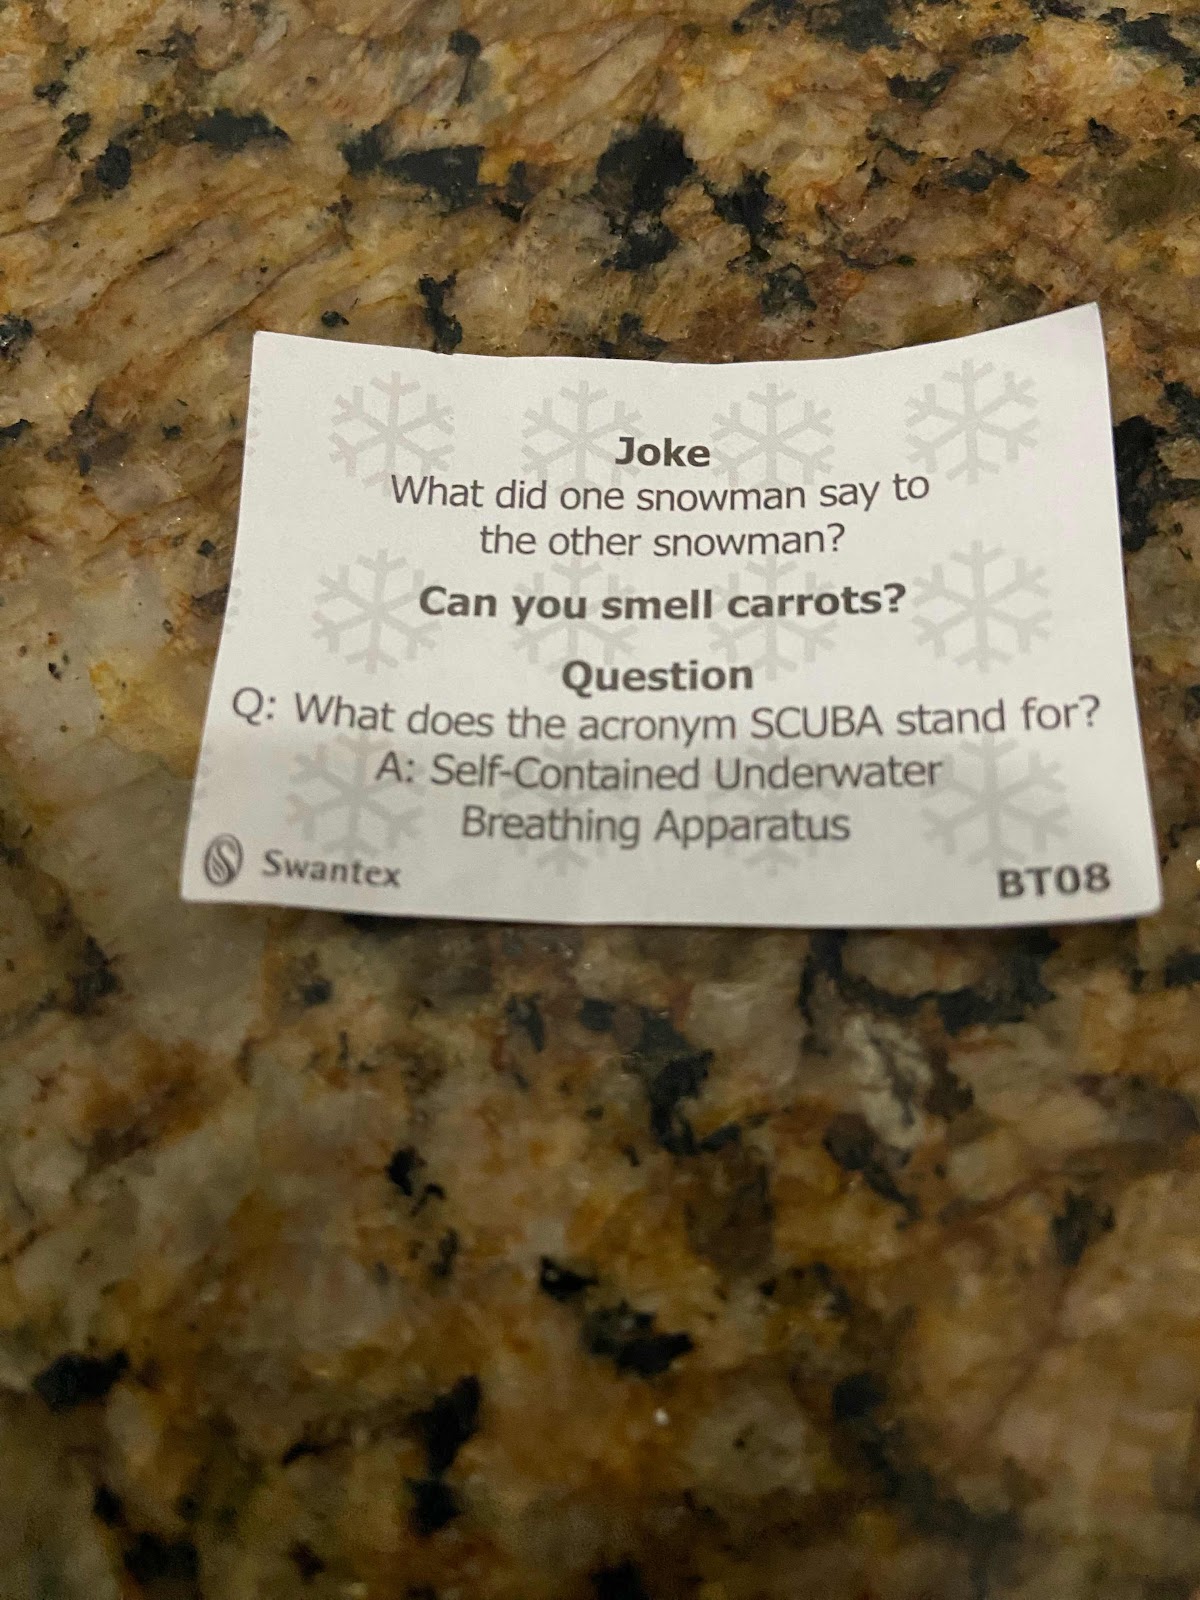 Joke
What did one snowman say to
the other snowman?
Can you smell carrots?
Question
Q: What does the acronym SCUBA stand for?
A: Self-Contained Underwater
Breathing Apparatus
Swantex
BT08